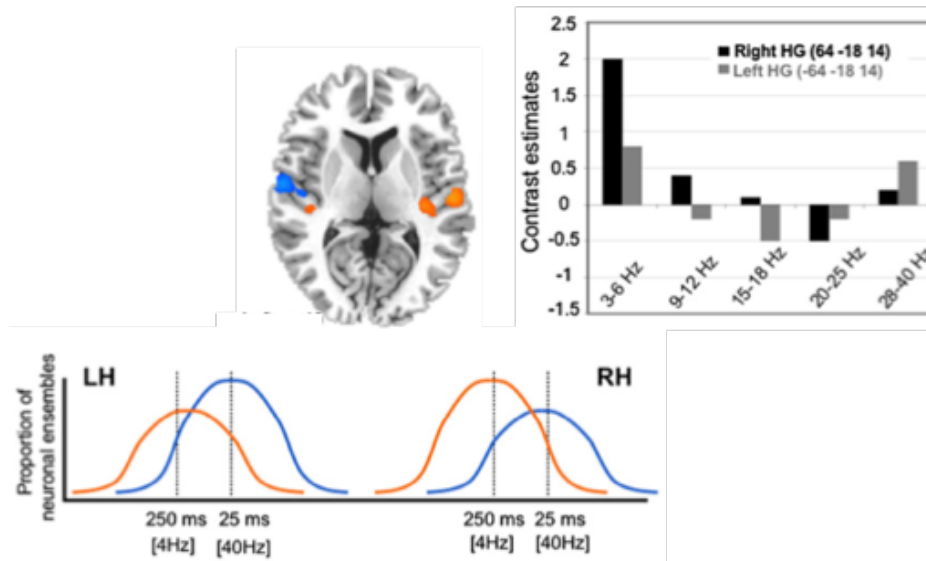 2.5
2
1.5
1
0.5
0
-0.5
-1
-1.5
Contrast estimates
Right HG (64 -18 14)
Left HG (-64 -18 14)
3-6 Hz
9-12 Hz
15-18 Hz
20-25 Hz
28-40 Hz
Proportion of
neuronal ensembles
LH
RH
250 ms
25 ms
250 ms
25 ms
[4Hz]
[40Hz]
[4Hz]
[40Hz]